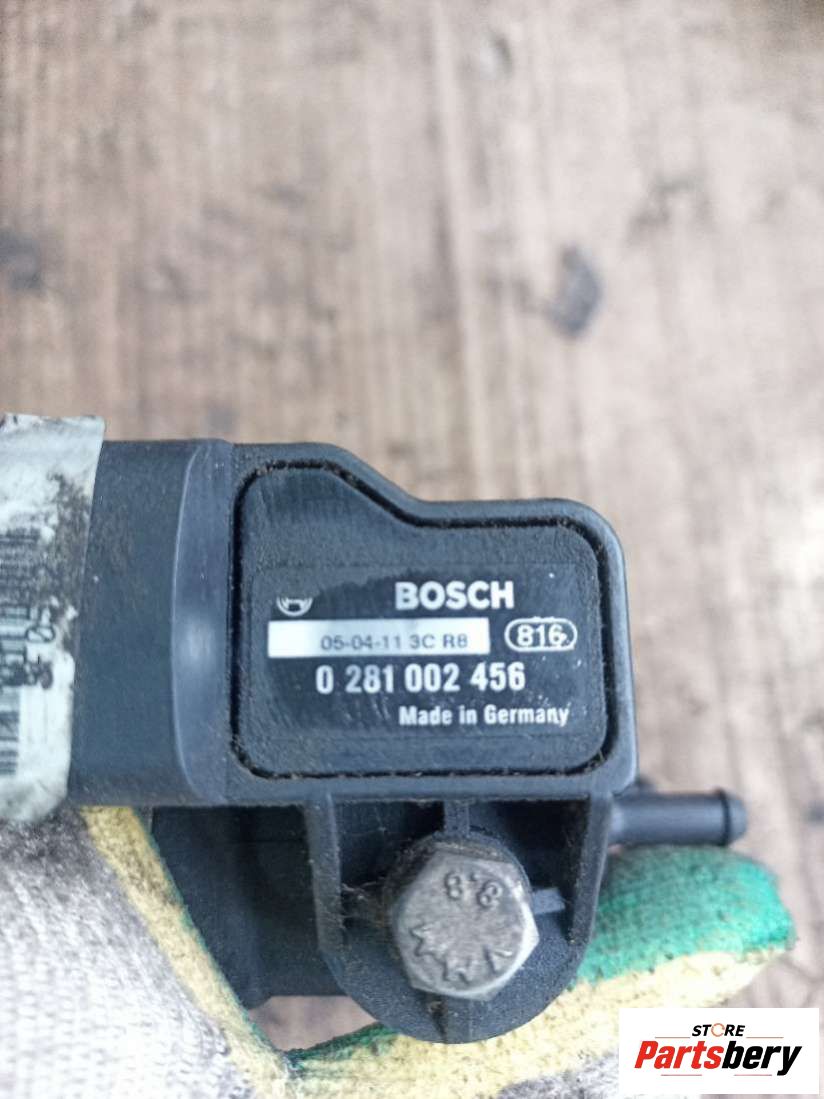 BOSCH
05-04-11 3C R8
816
0 281 002 456
Made in Germany
8.8
STORE
Partsbery